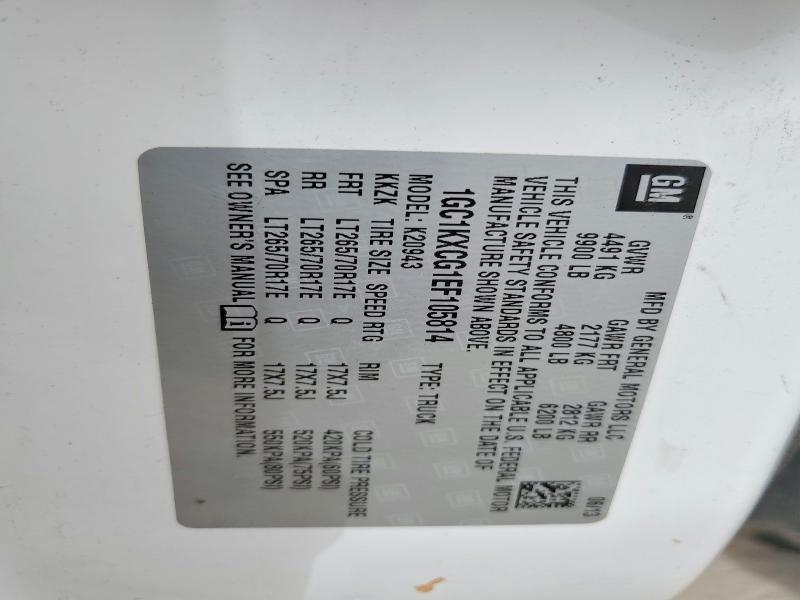 GM®
MFD BY GENERAL MOTORS LLC 06/13
GVWR GAWR FRT GAWR RR
4491 KG 2177 KG 2812 KG
9900 LB 4800 LB 6200 LB
THIS VEHICLE CONFORMS TO ALL APPLICABLE U.S. FEDERAL MOTOR
VEHICLE SAFETY STANDARDS IN EFFECT ON THE DATE OF
MANUFACTURE SHOWN ABOVE.
1GC1KXCG1EF105814 TYPE: TRUCK
MODEL: K20943
KKZK TIRE SIZE SPEED RTG RIM COLD TIRE PRESSURE
FRT LT265/70R17E Q 17X7.5J 420KPA(60PSI)
RR LT265/70R17E Q 17X7.5J 520KPA(75PSI)
SPA LT265/70R17E Q 17X7.5J 550KPA(80PSI)
SEE OWNER'S MANUAL FOR MORE INFORMATION.